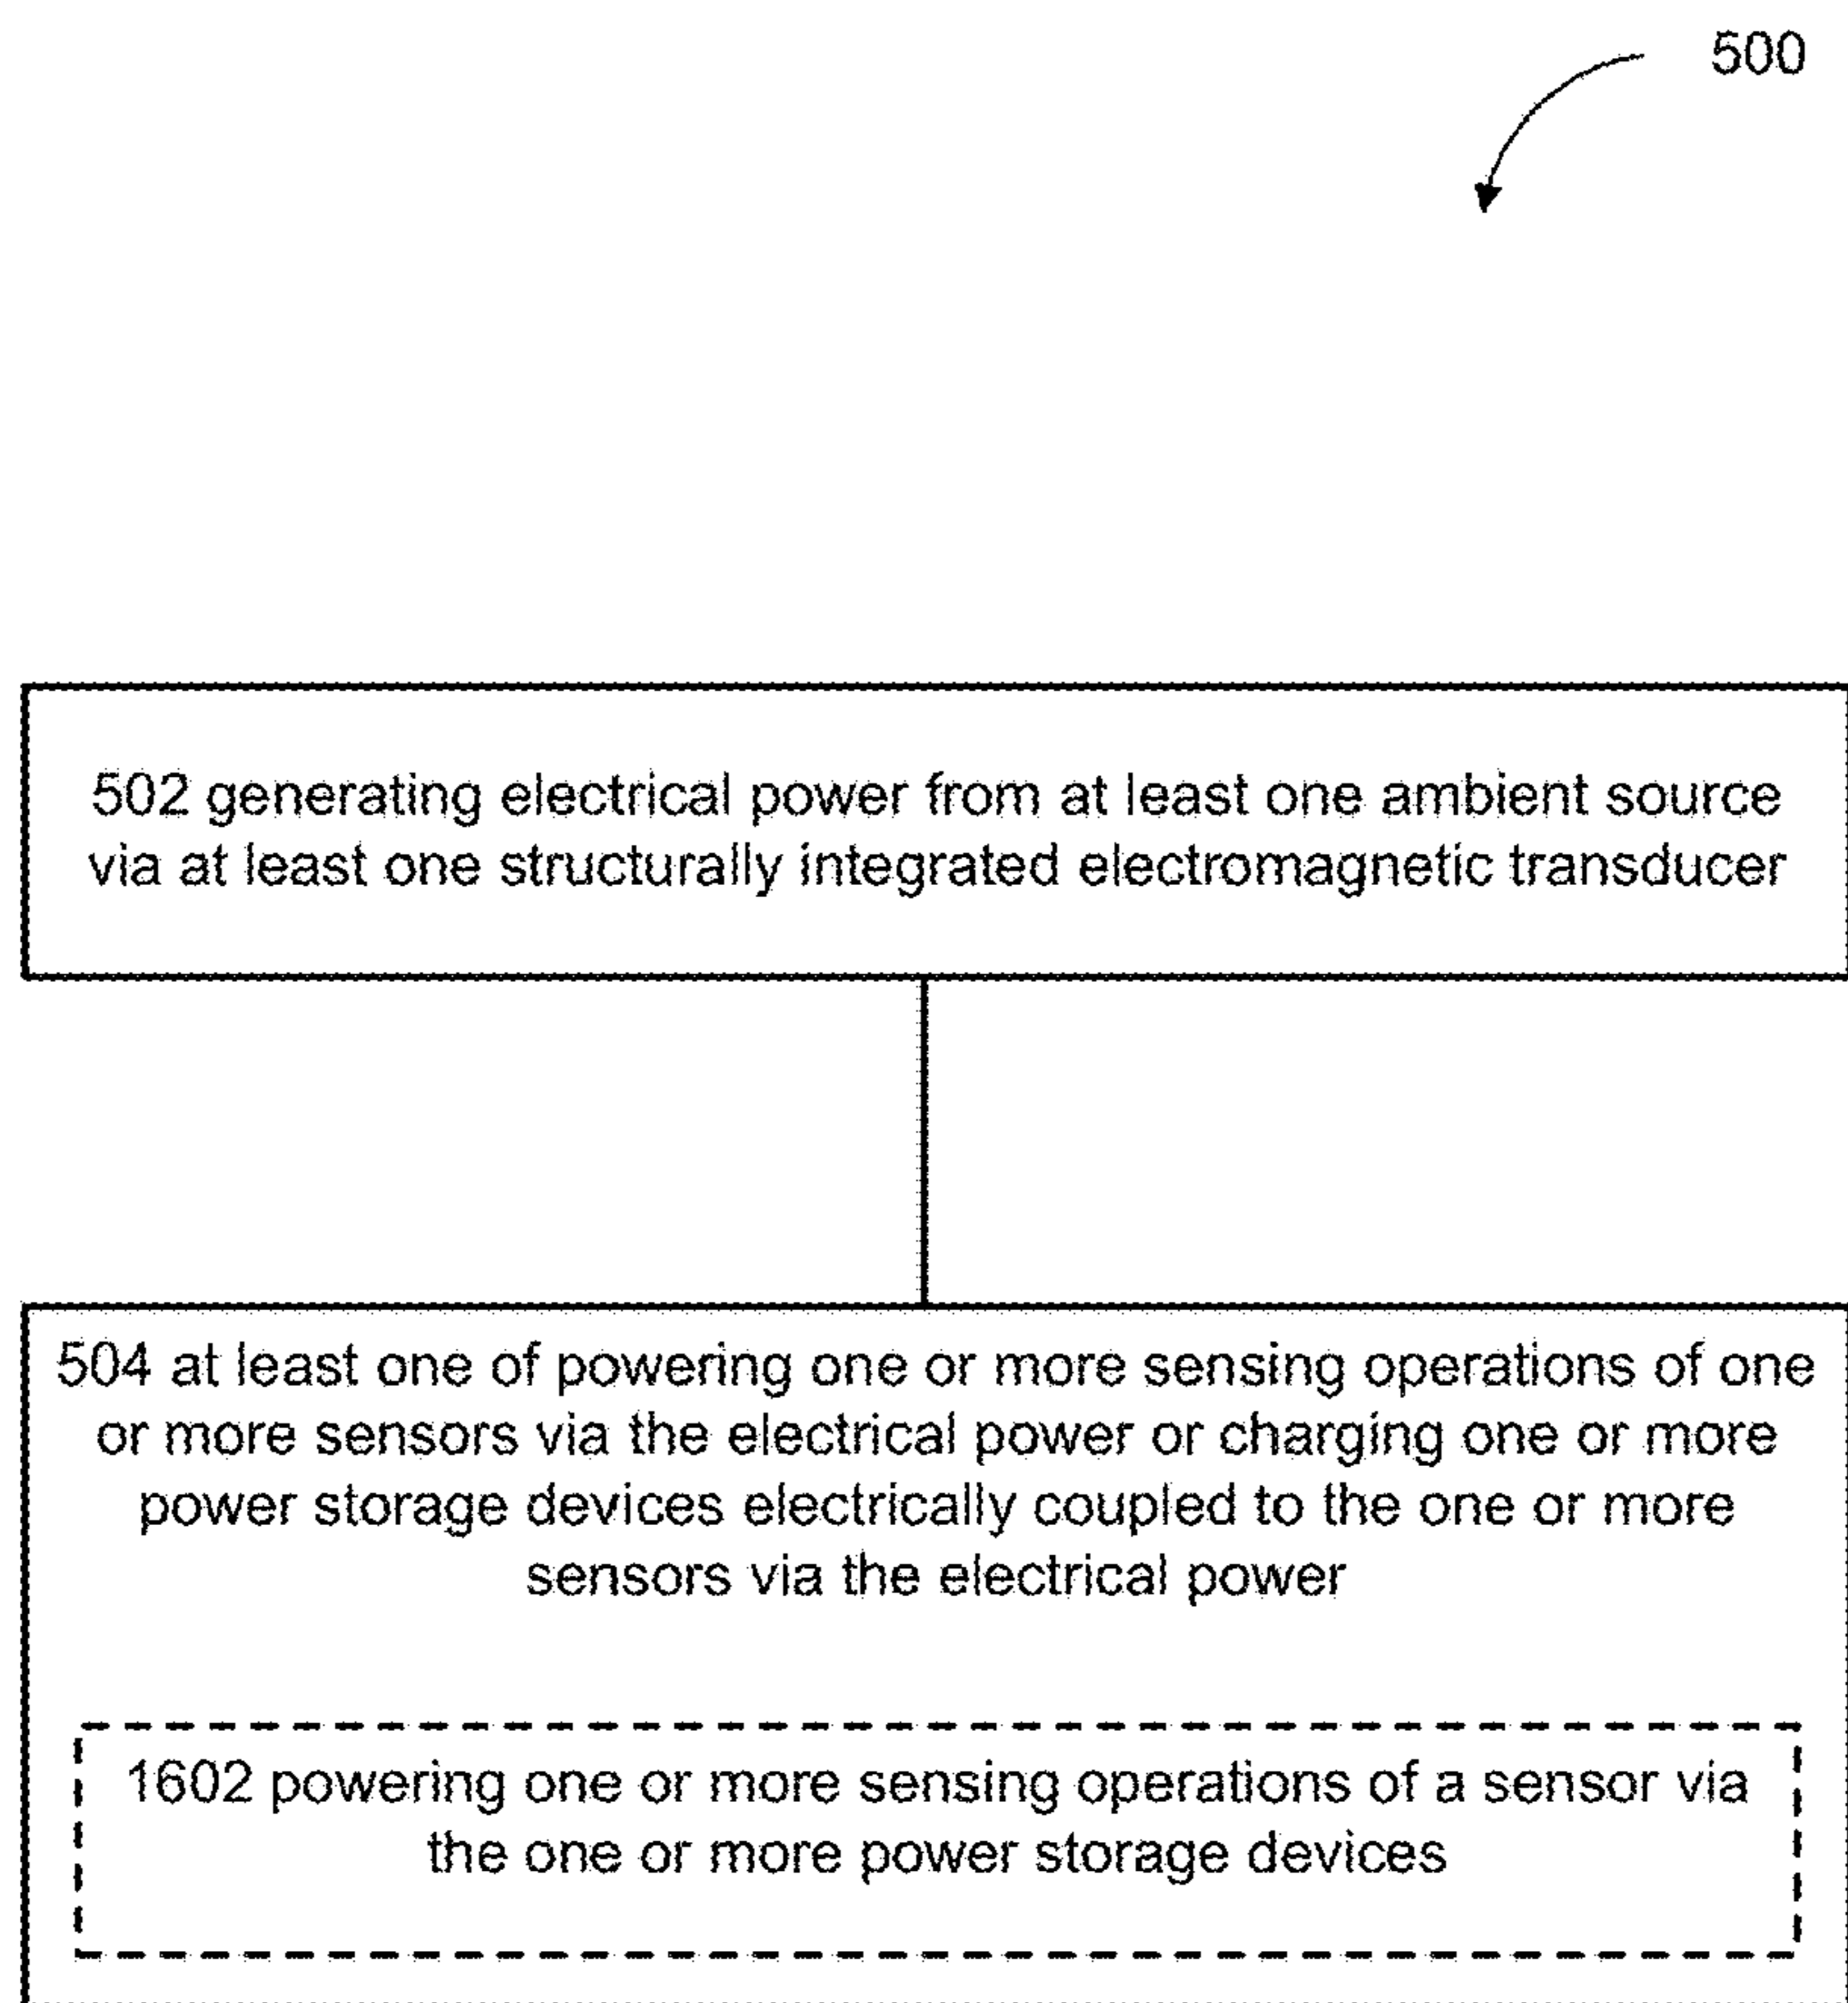 500
502 generating electrical power from at least one ambient source
via at least one structurally integrated electromagnetic transducer
504 at least one of powering one or more sensing operations of one
or more sensors via the electrical power or charging one or more
power storage devices electrically coupled to the one or more
sensors via the electrical power
1602 powering one or more sensing operations of a sensor via
the one or more power storage devices